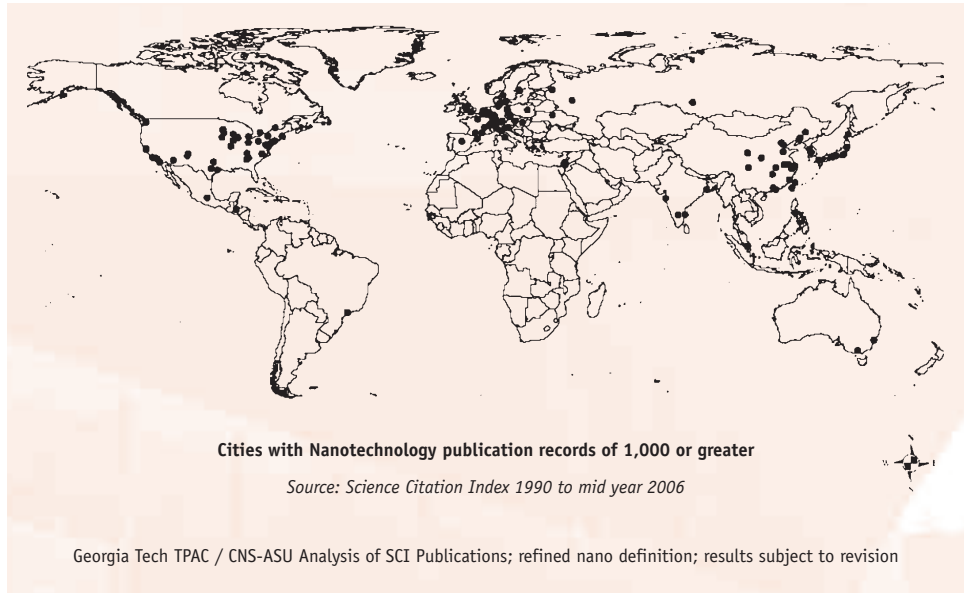 Cities with Nanotechnology publication records of 1,000 or greater
W E
Source: Science Citation Index 1990 to mid year 2006
Georgia Tech TPAC / CNS-ASU Analysis of SCI Publications; refined nano definition; results subject to revision